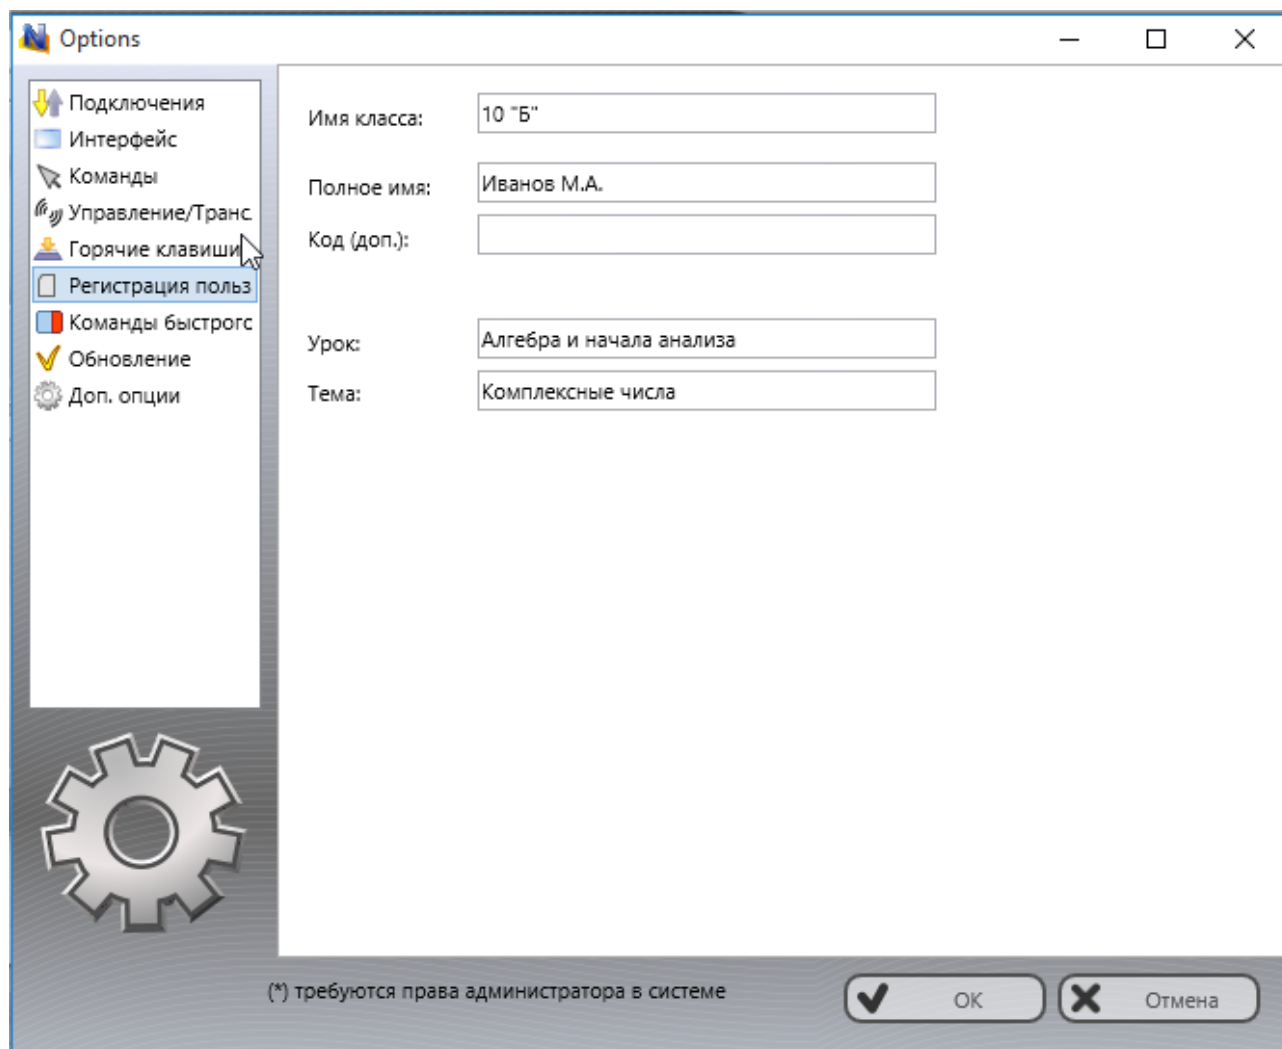 Options
Подключения
Интерфейс
Команды
Управление/Транс
Горячие клавиши
Регистрация польз
Команды быстрого
Обновление
Доп. опции
Имя класса:
10 "Б"
Полное имя:
Иванов М.А.
Код (доп.):
Урок:
Алгебра и начала анализа
Тема:
Комплексные числа
(*) требуются права администратора в системе
OK
Отмена